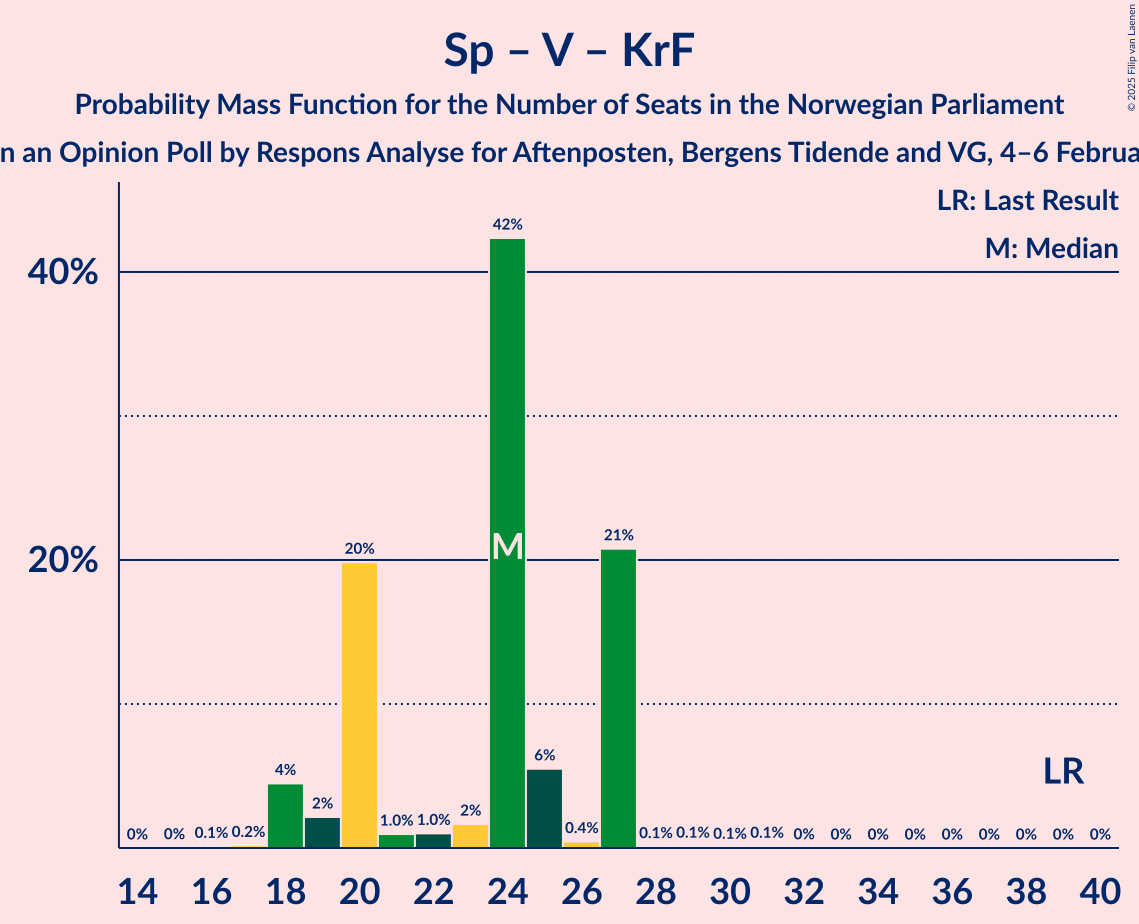 Sp – V – KrF
Probability Mass Function for the Number of Seats in the Norwegian Parliament
n an Opinion Poll by Respons Analyse for Aftenposten, Bergens Tidende and VG, 4–6 Februa
© 2025 Filip van Laenen
LR: Last Result
M: Median
40%
20%
0% 0% 0.1% 0.2% 4% 2% 20% 1.0% 1.0% 2% 42% 6% 0.4% 21% 0.1% 0.1% 0.1% 0.1% 0% 0% 0% 0% 0% 0% 0% 0% 0%
M
LR
14 16 18 20 22 24 26 28 30 32 34 36 38 40